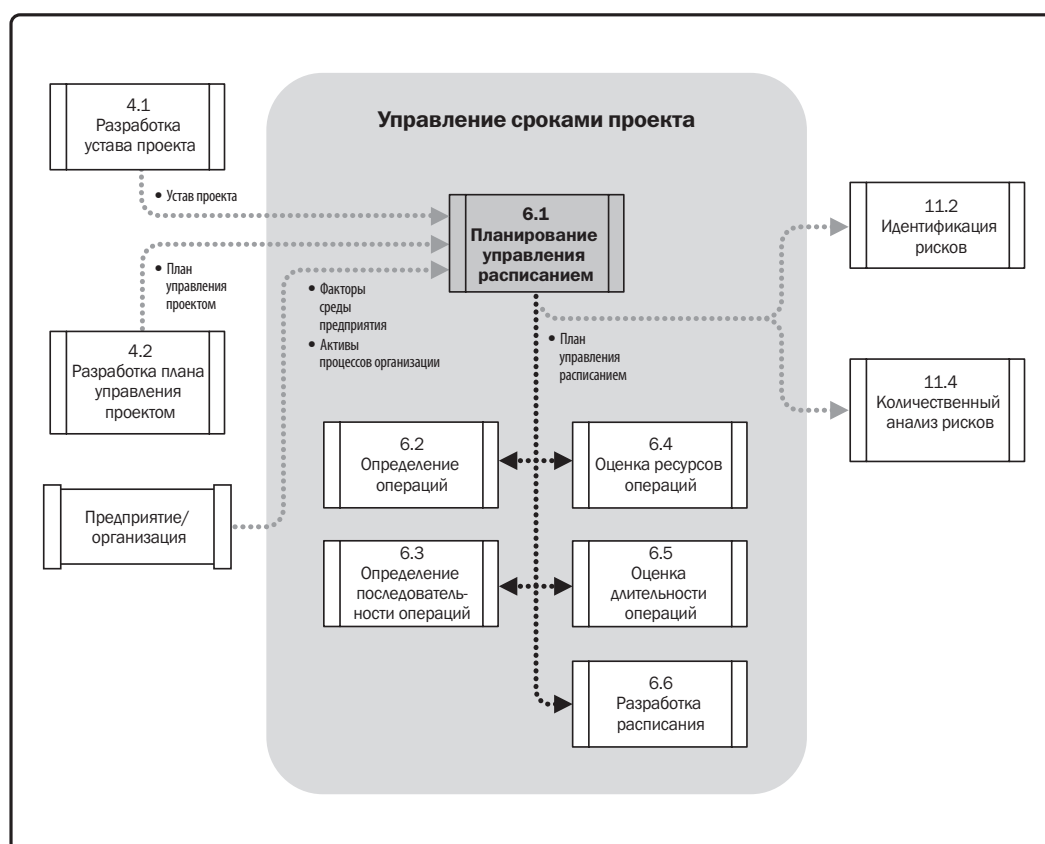 Управление сроками проекта
4.1
Разработка
устава проекта
• Устав проекта
6.1
Планирование
управления
расписанием
11.2
Идентификация
рисков
• План
управления
проектом
• Факторы
среды
предприятия
• Активы
процессов организации
• План
управления
расписанием
4.2
Разработка плана
управления
проектом
11.4
Количественный
анализ рисков
6.2
Определение
операций
6.4
Оценка ресурсов
операций
Предприятие/
организация
6.3
Определение
последователь-
ности операций
6.5
Оценка
длительности
операций
6.6
Разработка
расписания